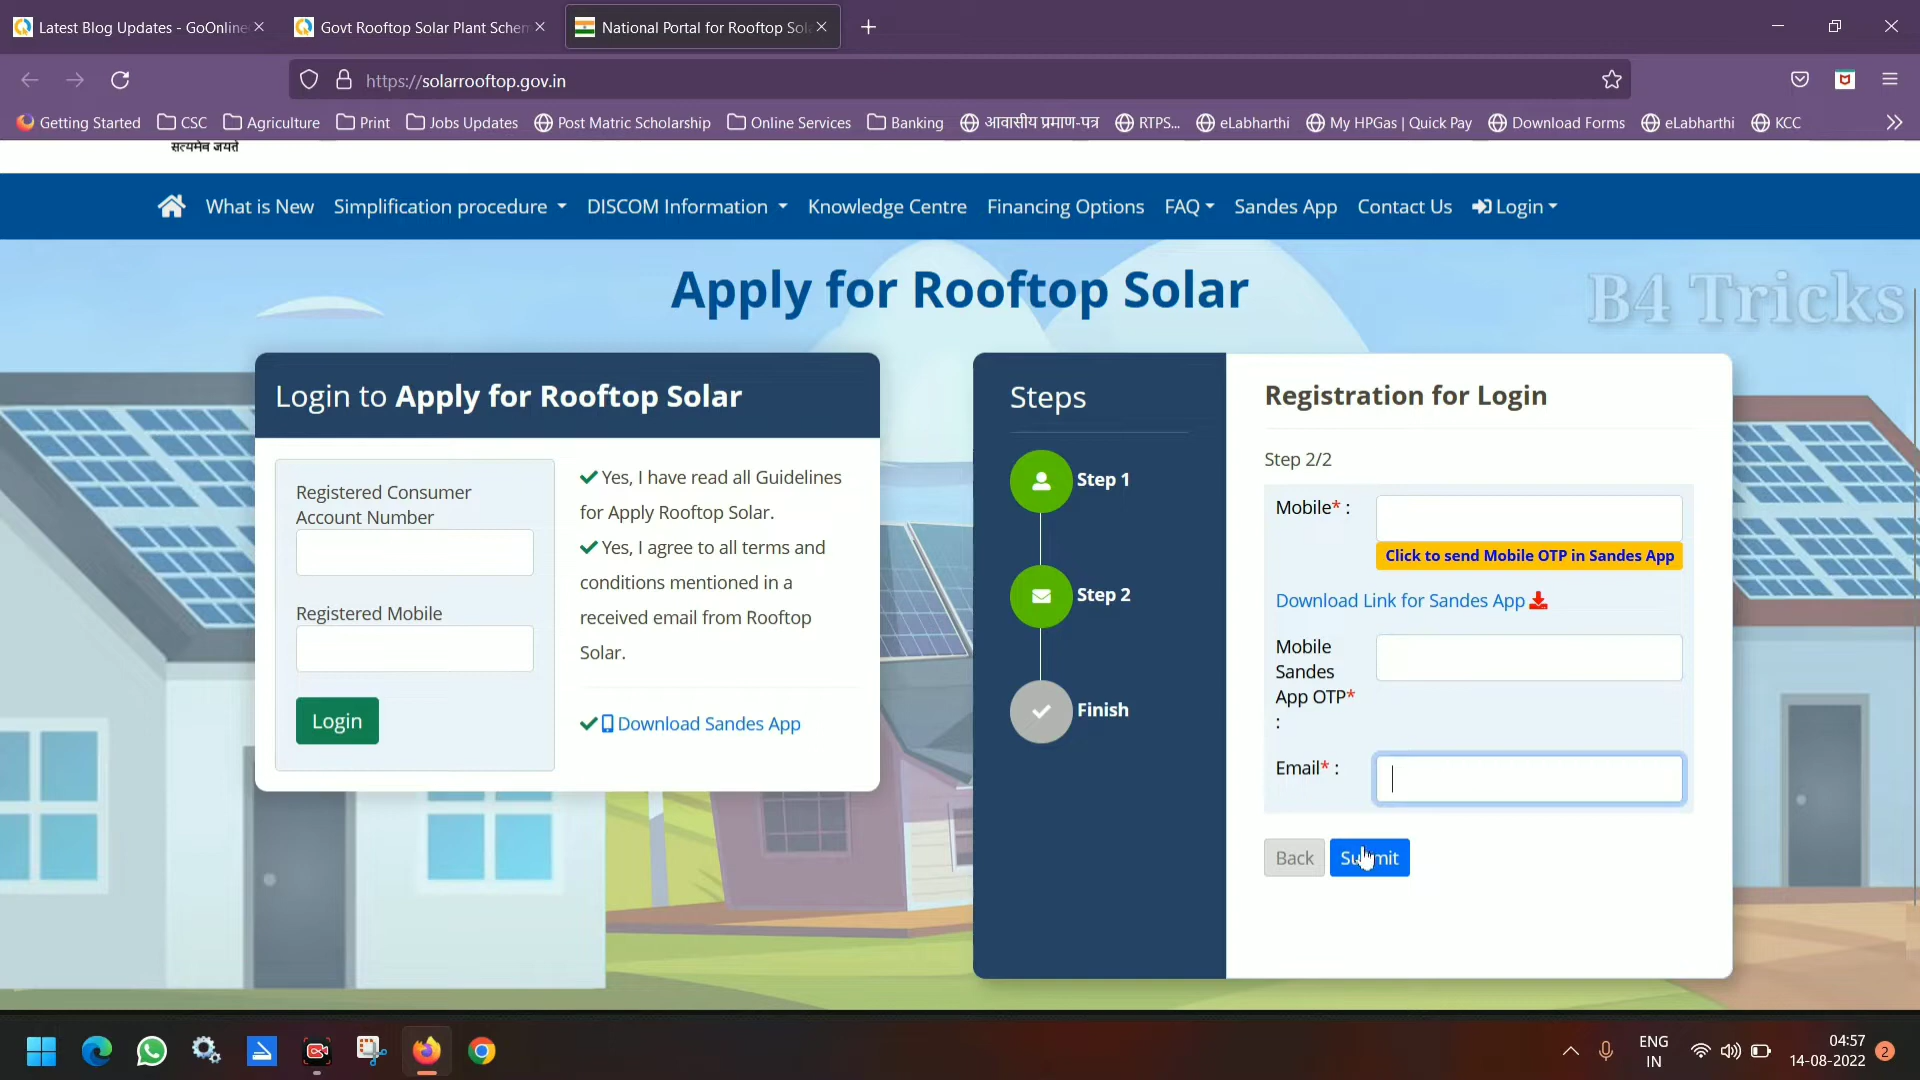 Latest Blog Updates - GoOnline
Govt Rooftop Solar Plant Schem
National Portal for Rooftop Sol
https://solarrooftop.gov.in
Getting Started
CSC
Agriculture
Print
Jobs Updates
Post Matric Scholarship
Online Services
Banking
आवासीय प्रमाण-पत्र
RTPS...
eLabharthi
My HPGas | Quick Pay
Download Forms
eLabharthi
KCC
सत्यमेव जयते
What is New
Simplification procedure
DISCOM Information
Knowledge Centre
Financing Options
FAQ
Sandes App
Contact Us
Login
Apply for Rooftop Solar
B4 Tricks
Login to Apply for Rooftop Solar
Registered Consumer
Account Number
Registered Mobile
Login
Yes, I have read all Guidelines
for Apply Rooftop Solar.
Yes, I agree to all terms and
conditions mentioned in a
received email from Rooftop
Solar.
Download Sandes App
Steps
Step 1
Step 2
Finish
Registration for Login
Step 2/2
Mobile* :
Click to send Mobile OTP in Sandes App
Download Link for Sandes App
Mobile
Sandes
App OTP*
:
Email* :
Back
Submit
ENG
IN
04:57
14-08-2022
2